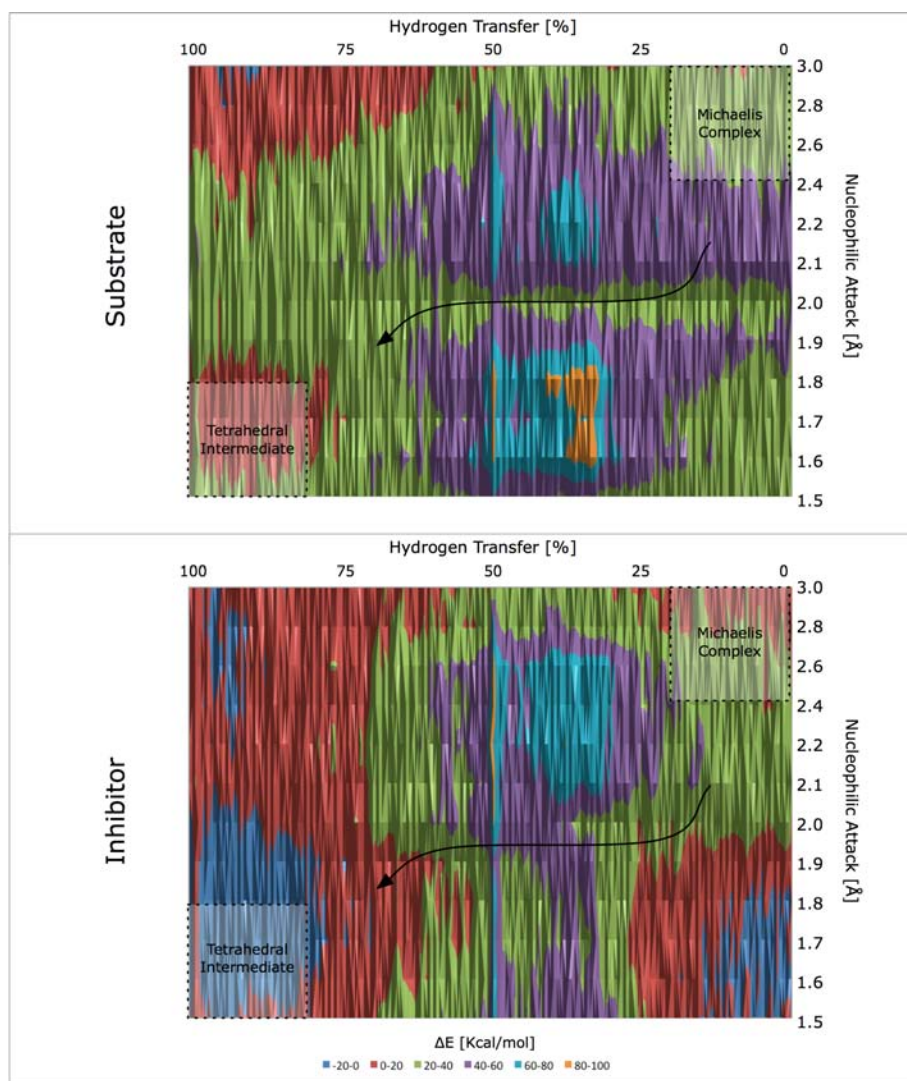 Hydrogen Transfer [%]
100 75 50 25 0
Substrate
Michaelis
Complex
Tetrahedral
Intermediate
3.0
2.8
2.6
2.4
2.2
2.1
2.0
1.9
1.8
1.7
1.6
1.5
Nucleophilic Attack [Å]
Hydrogen Transfer [%]
100 75 50 25 0
Inhibitor
Michaelis
Complex
Tetrahedral
Intermediate
3.0
2.8
2.6
2.4
2.2
2.1
2.0
1.9
1.8
1.7
1.6
1.5
Nucleophilic Attack [Å]
ΔE [Kcal/mol]
-20-0 0-20 20-40 40-60 60-80 80-100